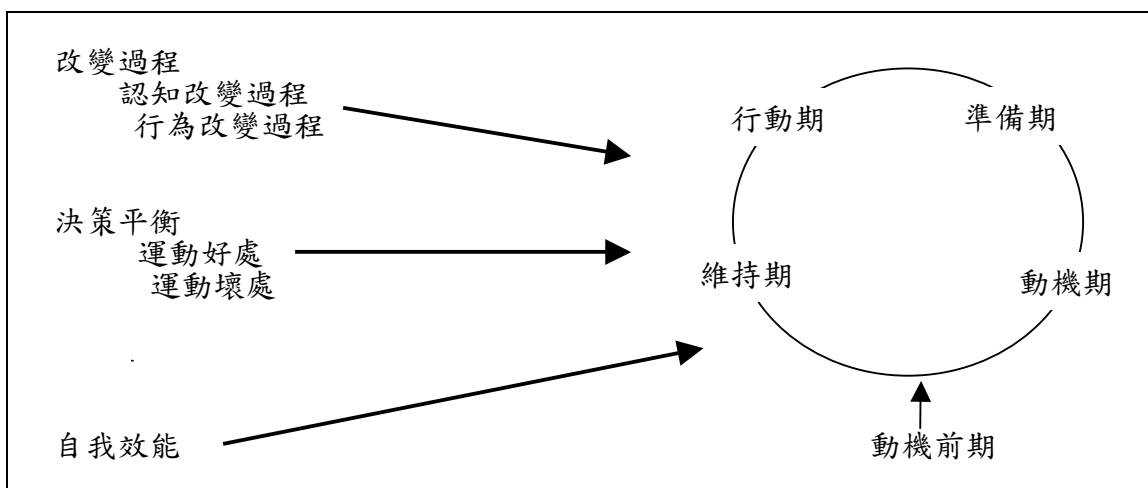 改變過程
認知改變過程
行為改變過程
決策平衡
運動好處
運動壞處
自我效能
行動期
準備期
維持期
動機期
動機前期